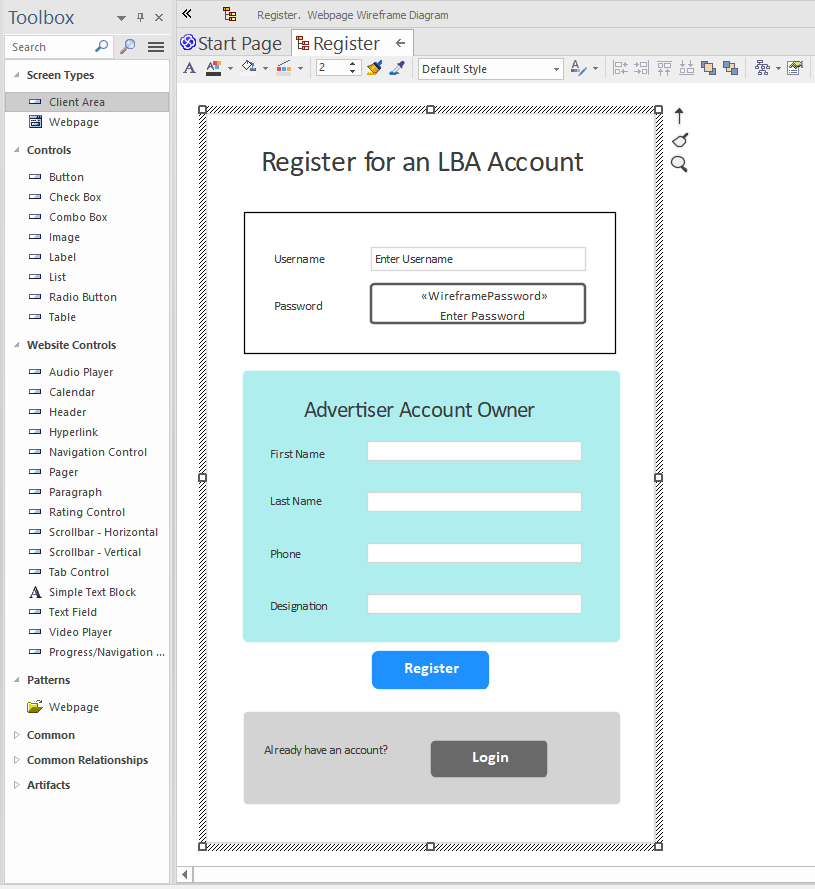 Toolbox
Search
Screen Types
Client Area
Webpage
Controls
Button
Check Box
Combo Box
Image
Label
List
Radio Button
Table
Website Controls
Audio Player
Calendar
Header
Hyperlink
Navigation Control
Pager
Paragraph
Rating Control
Scrollbar - Horizontal
Scrollbar - Vertical
Tab Control
A Simple Text Block
Text Field
Video Player
Progress/Navigation ...
Patterns
Webpage
Common
Common Relationships
Artifacts
Register. Webpage Wireframe Diagram
Start Page
Register
A A 2 Default Style A
Register for an LBA Account
Username Enter Username
Password «WireframePassword»
Enter Password
Advertiser Account Owner
First Name
Last Name
Phone
Designation
Register
Already have an account? Login